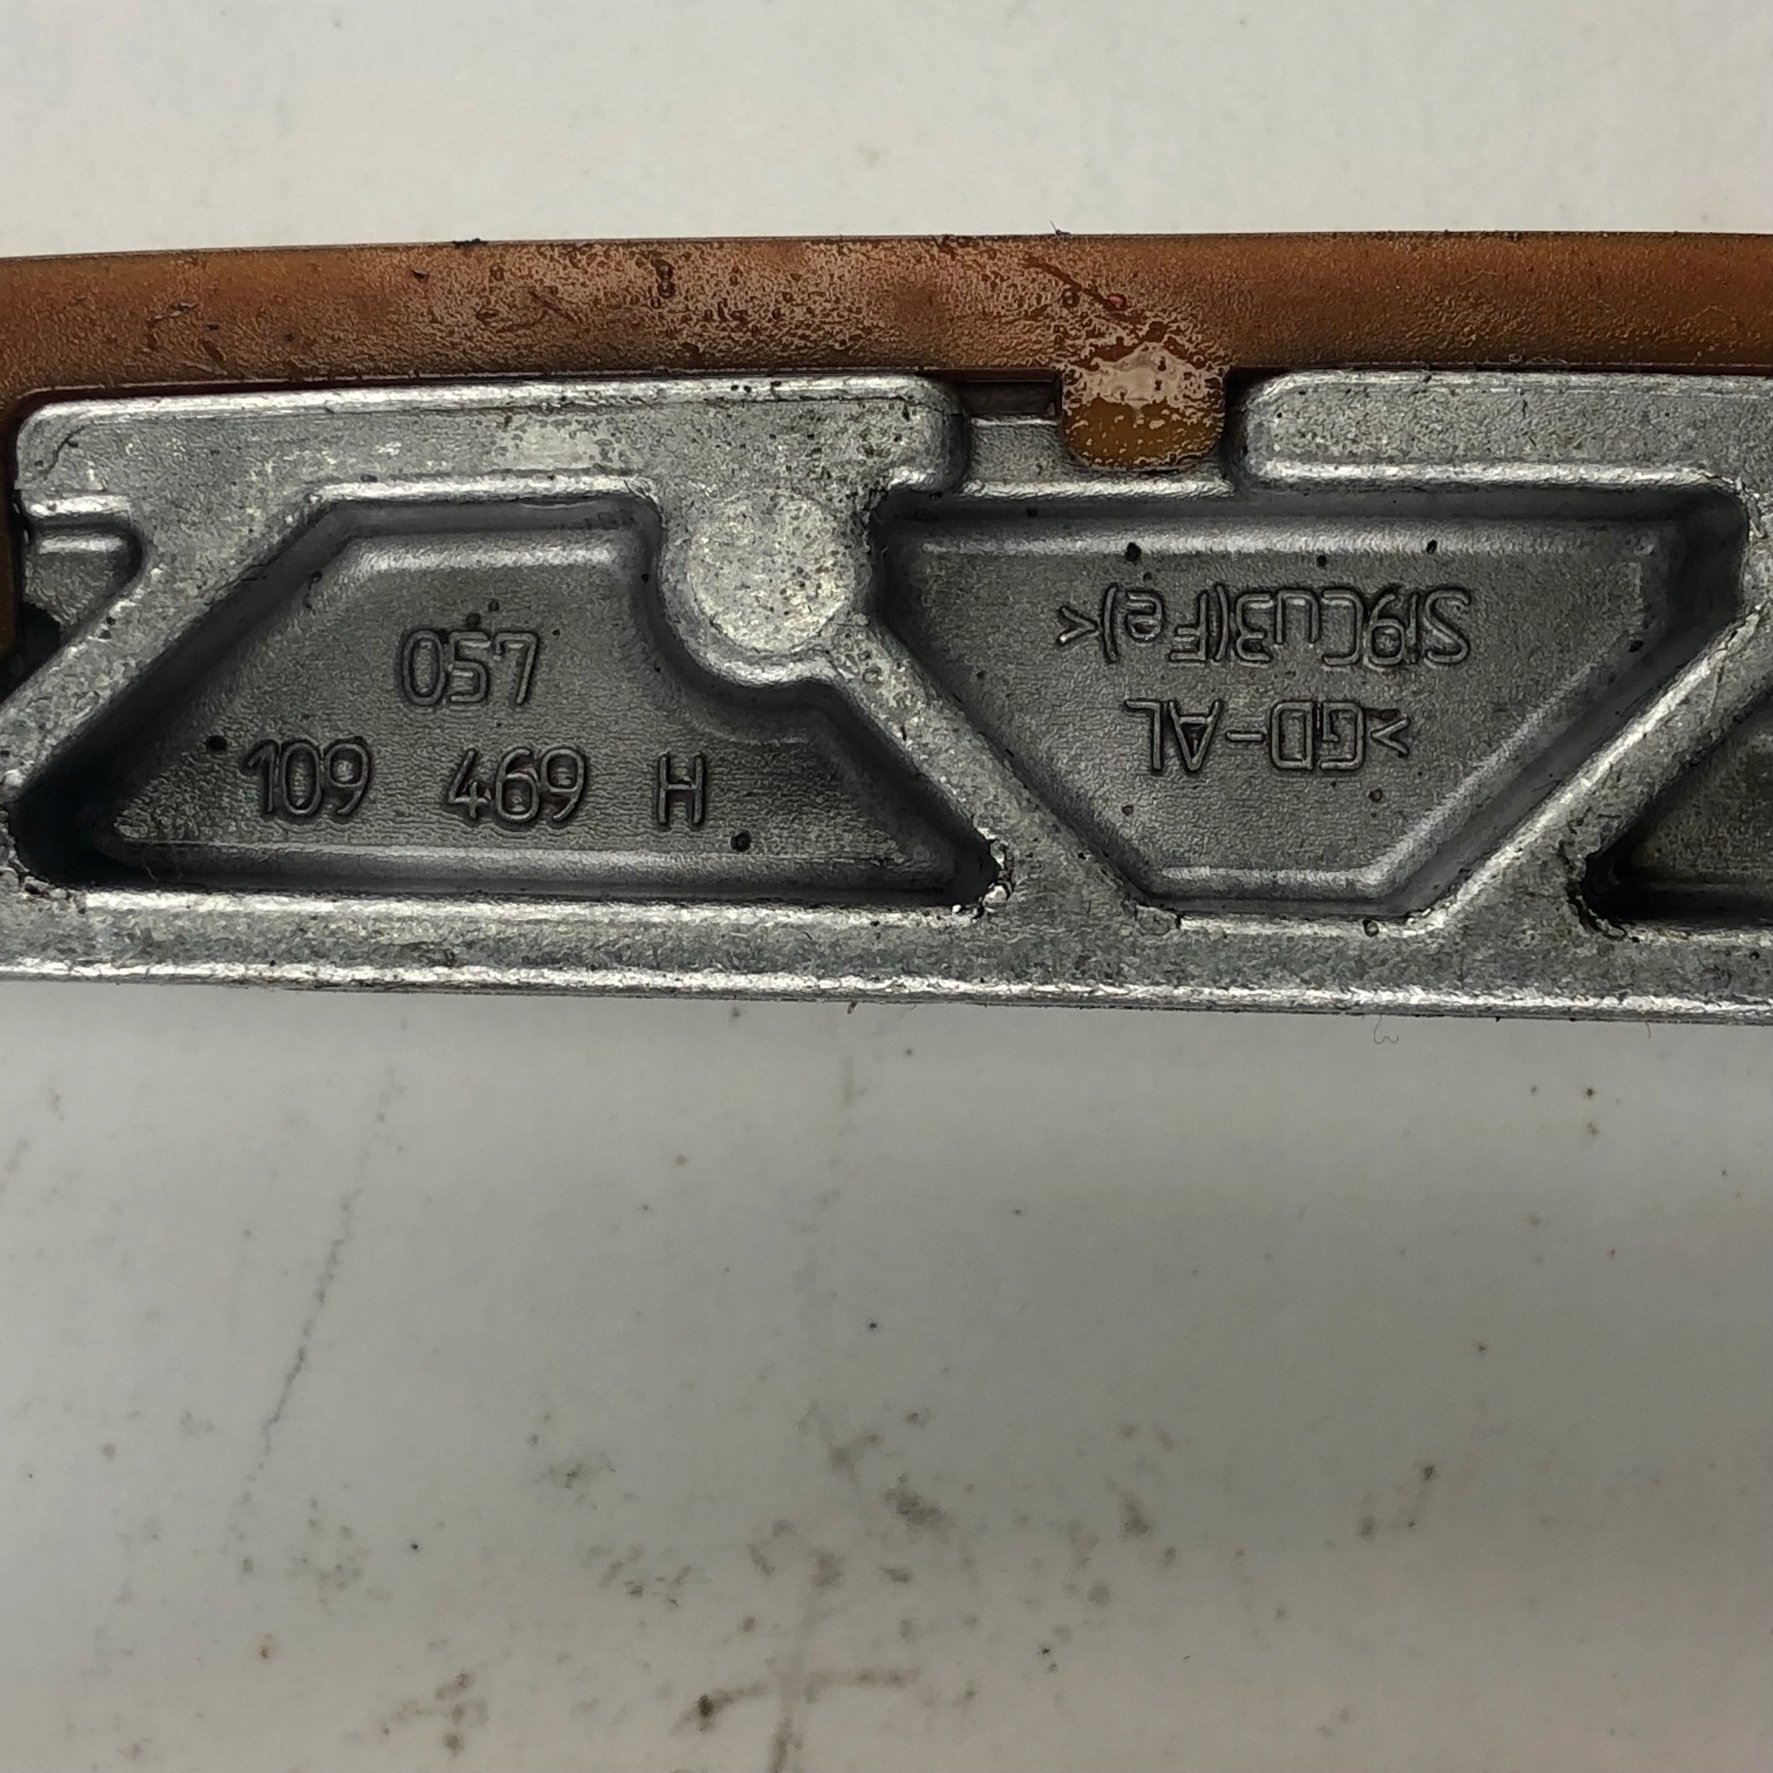 057
109 469 H
>GD-AL
Si9Cu3(Fe)<